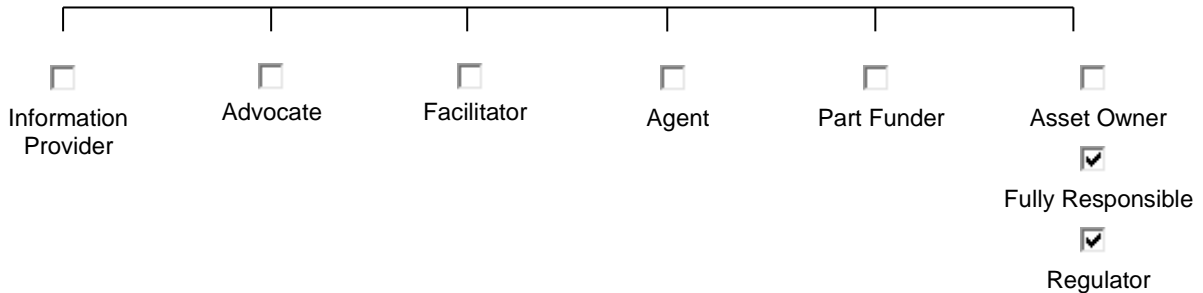 Information
Provider
Advocate
Facilitator
Agent
Part Funder
Asset Owner
Fully Responsible
Regulator